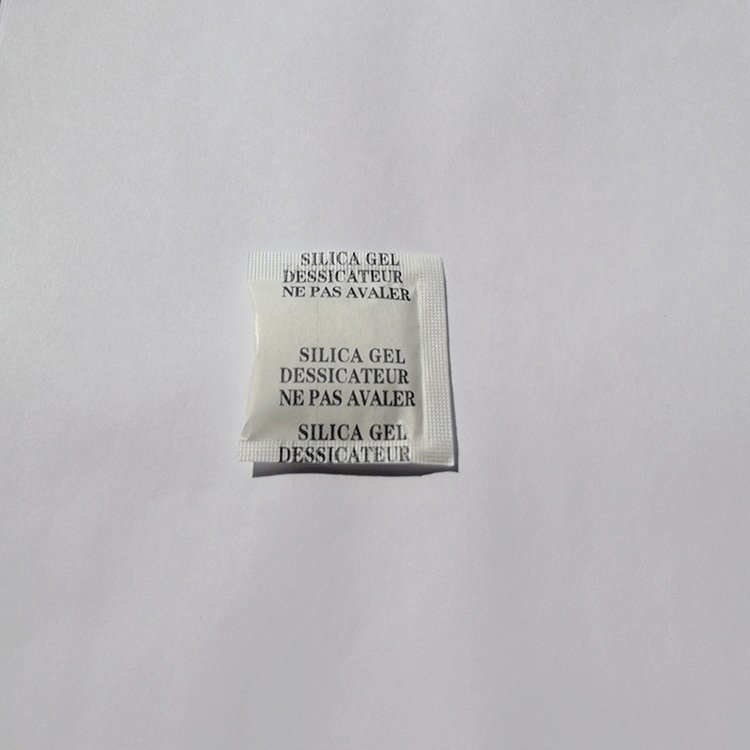 SILICA GEL
DESSICATEUR
NE PAS AVALER
SILICA GEL
DESSICATEUR
NE PAS AVALER
SILICA GEL
DESSICATEUR